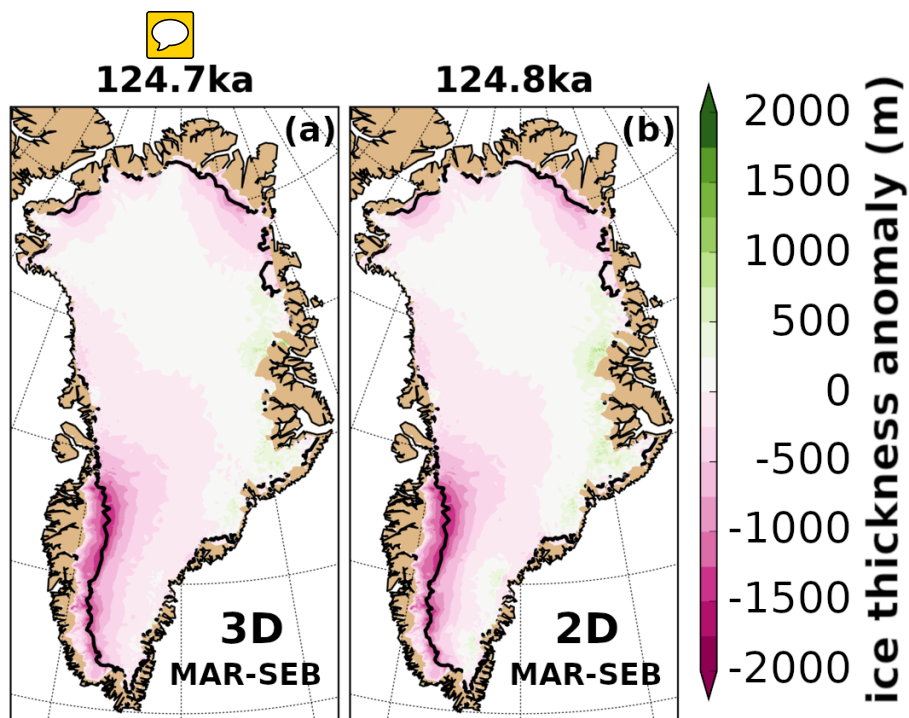 124.7ka
124.8ka
(a)
(b)
3D
MAR-SEB
2D
MAR-SEB
2000
1500
1000
500
0
-500
-1000
-1500
-2000
ice thickness anomaly (m)